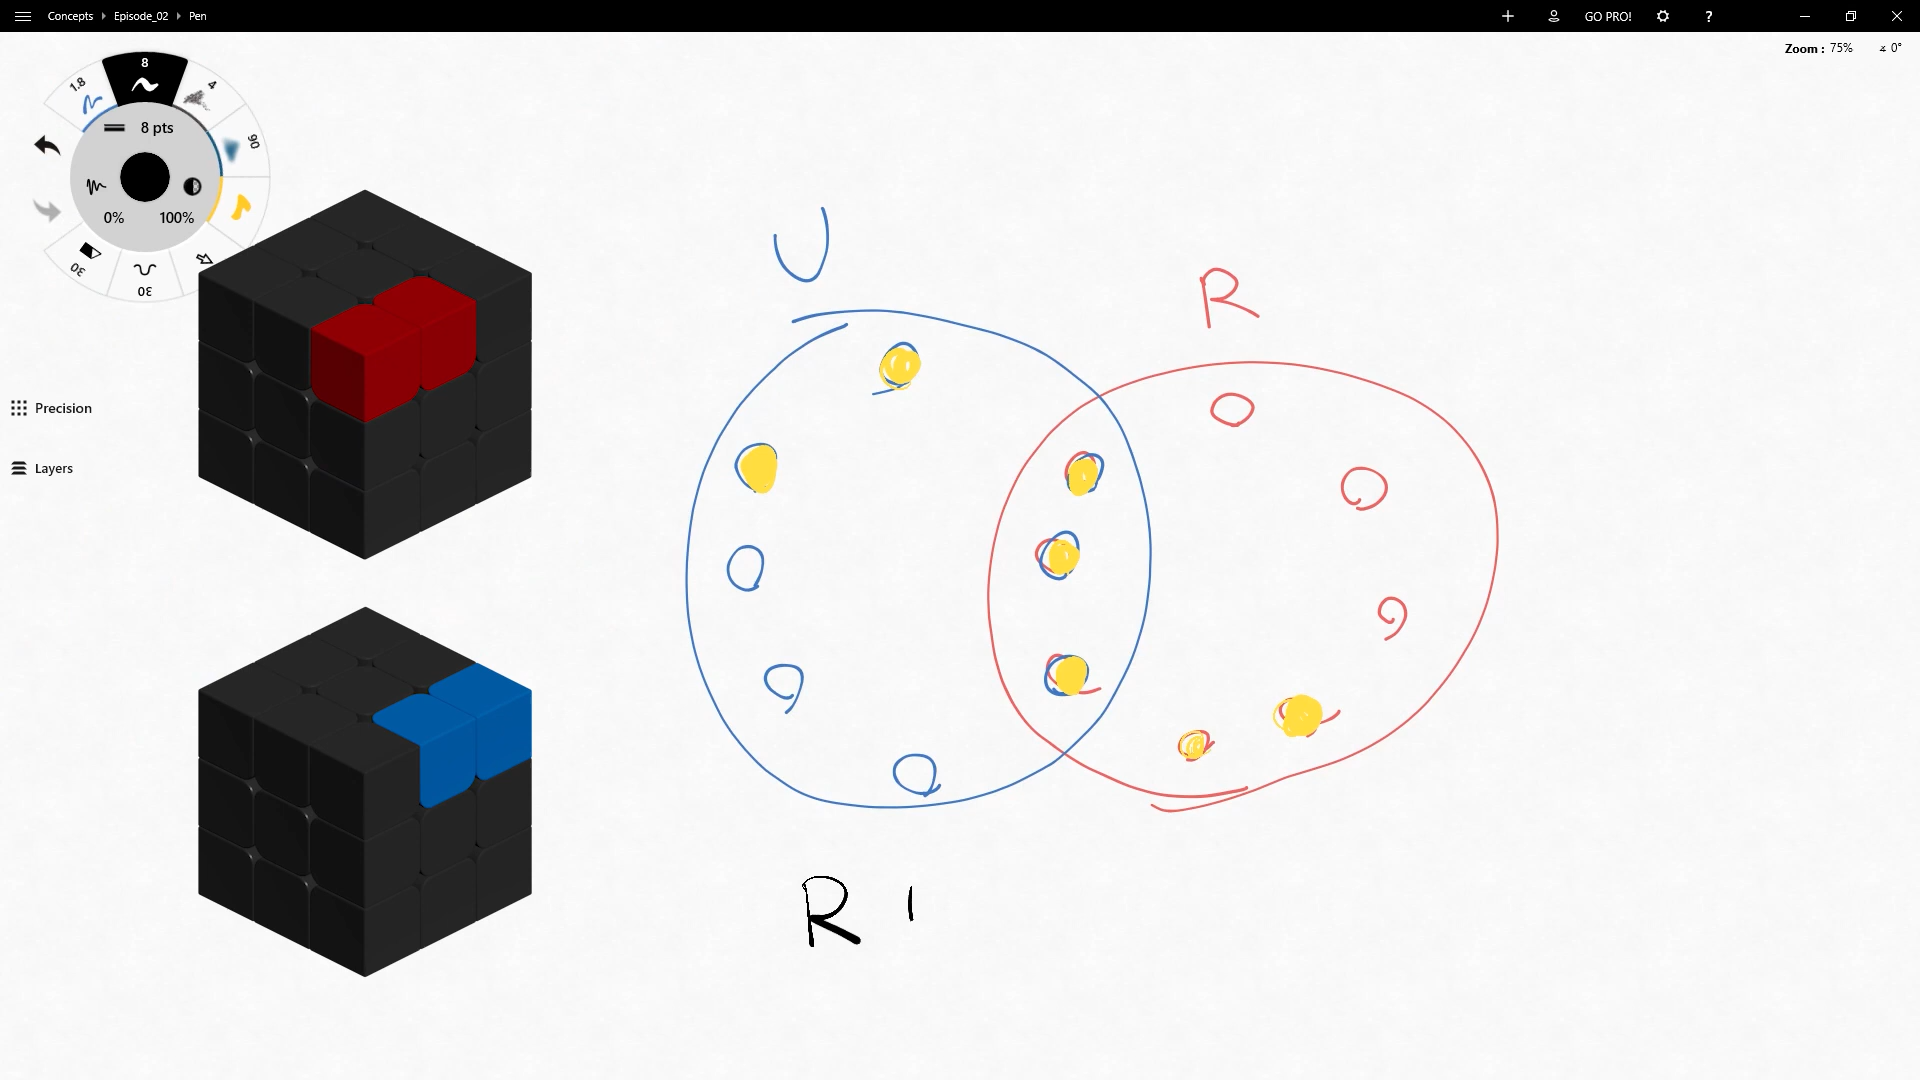 Concepts Episode_02 Pen
GO PRO!
?
Zoom : 75% 0°
8
1.8
4
90
8 pts
0% 100%
30
30
Precision
Layers
U
R
R I